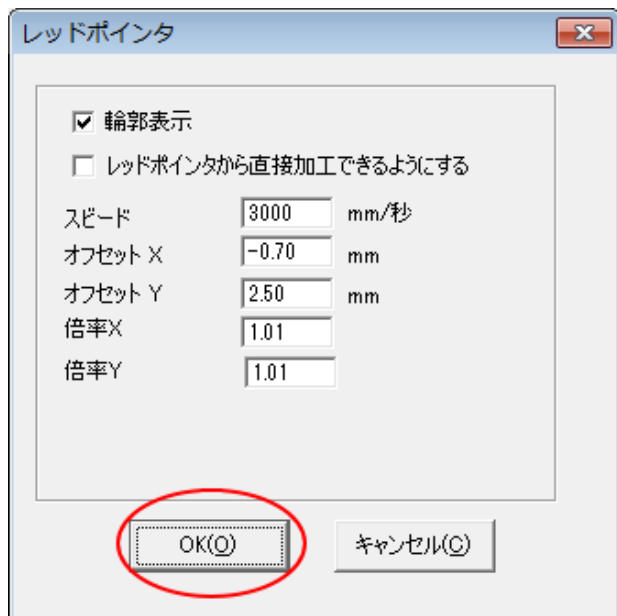 レッドポインタ
輪郭表示
レッドポインタから直接加工できるようにする
スピード 3000 mm/秒
オフセット X -0.70 mm
オフセット Y 2.50 mm
倍率X 1.01
倍率Y 1.01
OK(O) キャンセル(C)